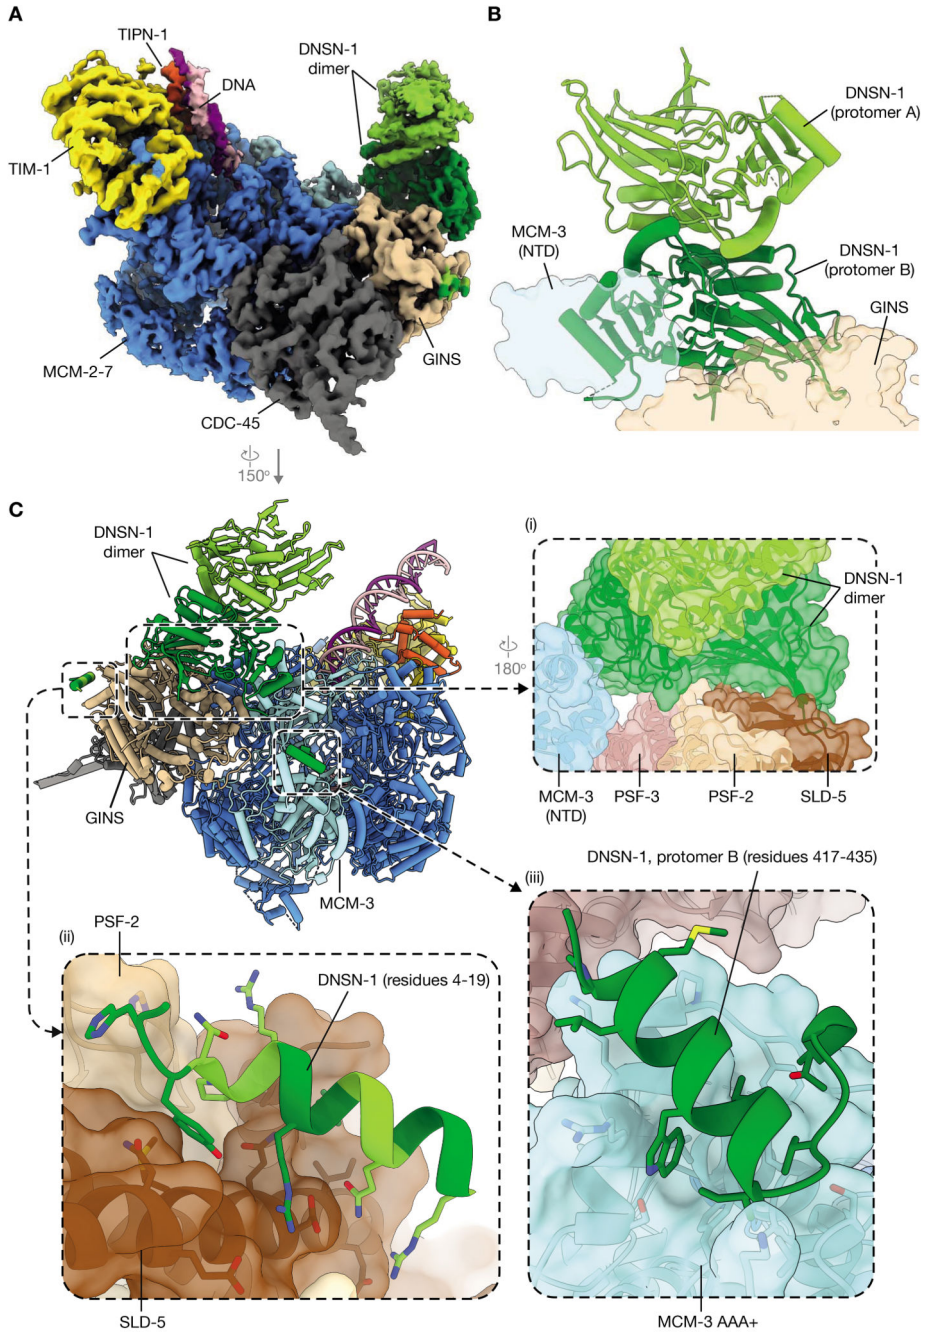 A
TIPN-1
DNA
DNSN-1
dimer
TIM-1
MCM-2-7
CDC-45
GINS
150º
B
DNSN-1
(protomer A)
MCM-3
(NTD)
DNSN-1
(protomer B)
GINS
C
DNSN-1
dimer
GINS
MCM-3
(i)
DNSN-1
dimer
180º
MCM-3
(NTD)
PSF-3
PSF-2
SLD-5
(ii)
PSF-2
DNSN-1 (residues 4-19)
SLD-5
DNSN-1, protomer B (residues 417-435)
(iii)
MCM-3 AAA+